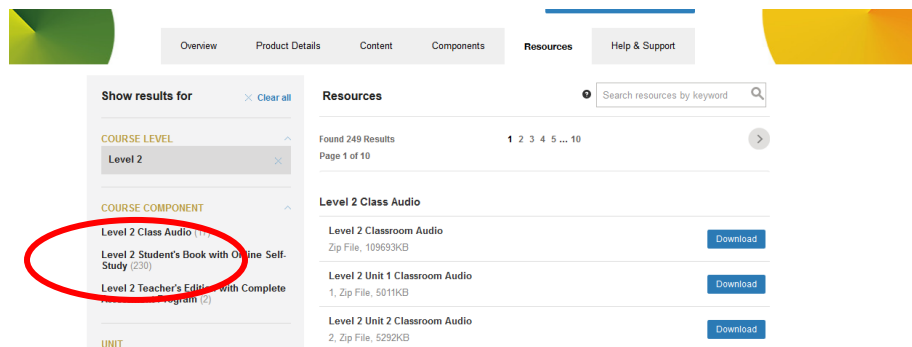 Overview Product Details Content Components Resources Help & Support
Show results for × Clear all
COURSE LEVEL
Level 2 ×
COURSE COMPONENT
Level 2 Class Audio
Level 2 Student's Book with Online Self-
Study (230)
Level 2 Teacher's Edition with Complete
Program (2)
UNIT
Resources
? Search resources by keyword
Found 249 Results 1 2 3 4 5 ... 10
Page 1 of 10
Level 2 Class Audio
Level 2 Classroom Audio
Zip File, 109693KB
Download
Level 2 Unit 1 Classroom Audio
1, Zip File, 5011KB
Download
Level 2 Unit 2 Classroom Audio
2, Zip File, 5292KB
Download